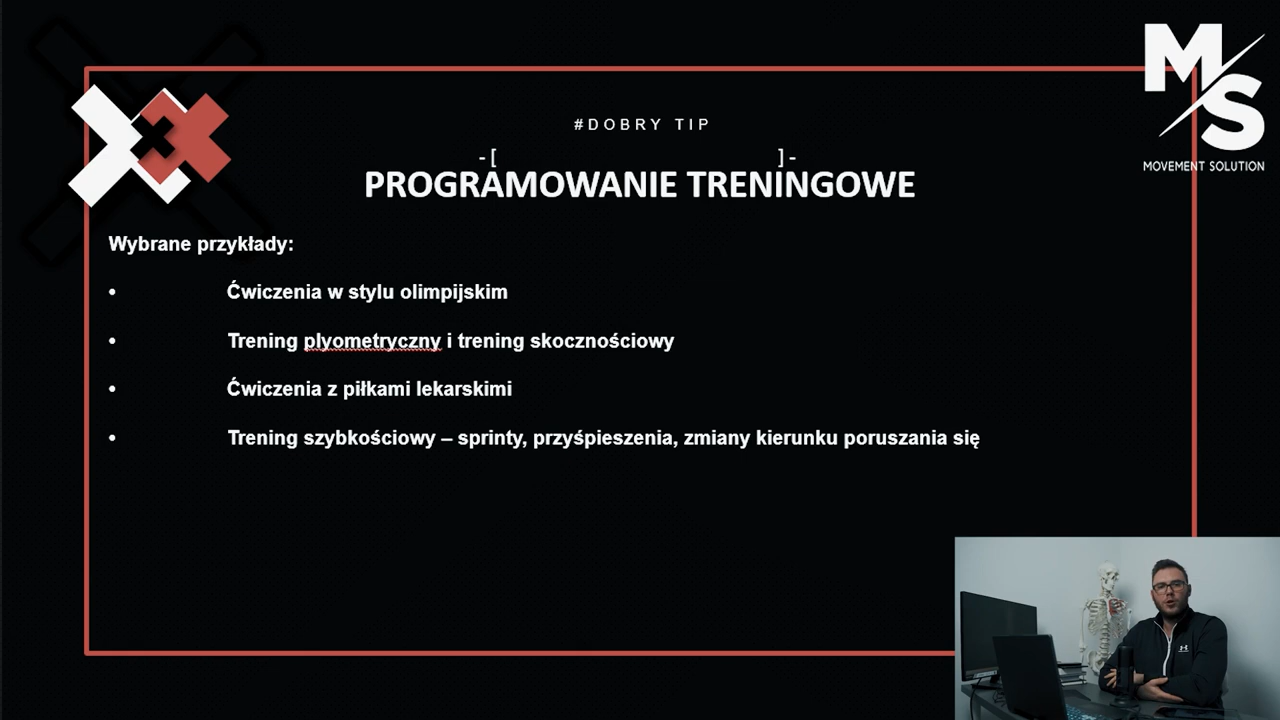 #DOBRY TIP
-[ ]-
PROGRAMOWANIE TRENINGOWE
MS
MOVEMENT SOLUTION
Wybrane przykłady:
• Ćwiczenia w stylu olimpijskim
• Trening plyometryczny i trening skocznościowy
• Ćwiczenia z piłkami lekarskimi
• Trening szybkościowy – sprinty, przyśpieszenia, zmiany kierunku poruszania się